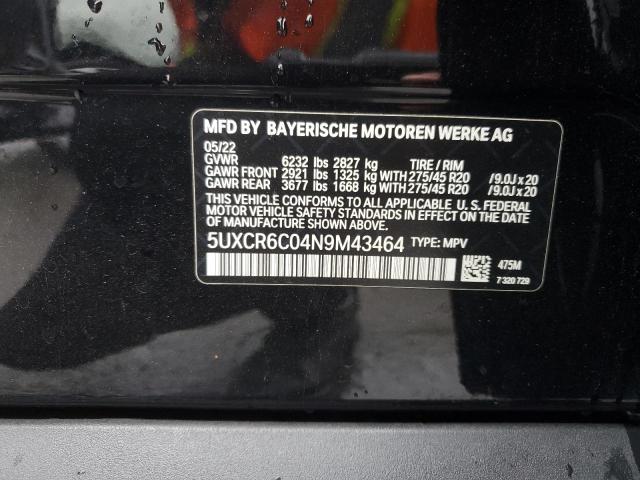 MFD BY BAYERISCHE MOTOREN WERKE AG
05/22
GVWR 6232 lbs 2827 kg TIRE / RIM
GAWR FRONT 2921 lbs 1325 kg WITH 275/45 R20 /9.0J x 20
GAWR REAR 3677 lbs 1668 kg WITH 275/45 R20 /9.0J x 20
THIS VEHICLE CONFORMS TO ALL APPLICABLE U. S. FEDERAL
MOTOR VEHICLE SAFETY STANDARDS IN EFFECT ON THE DATE
OF MANUFACTURE SHOWN ABOVE.
5UXCR6C04N9M43464 TYPE: MPV
475M
7 320 729